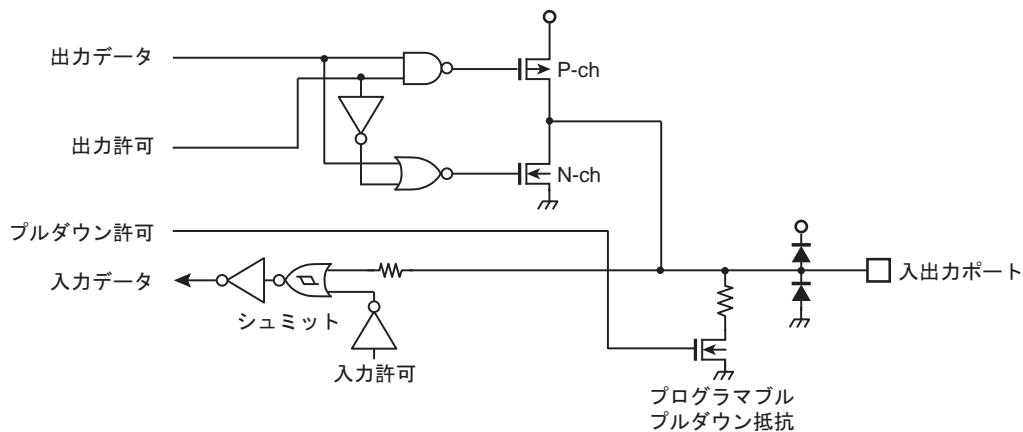 出力データ
P-ch
出力許可
N-ch
プルダウン許可
入力データ
入出力ポート
シュミット
入力許可
プログラマブル
プルダウン抵抗